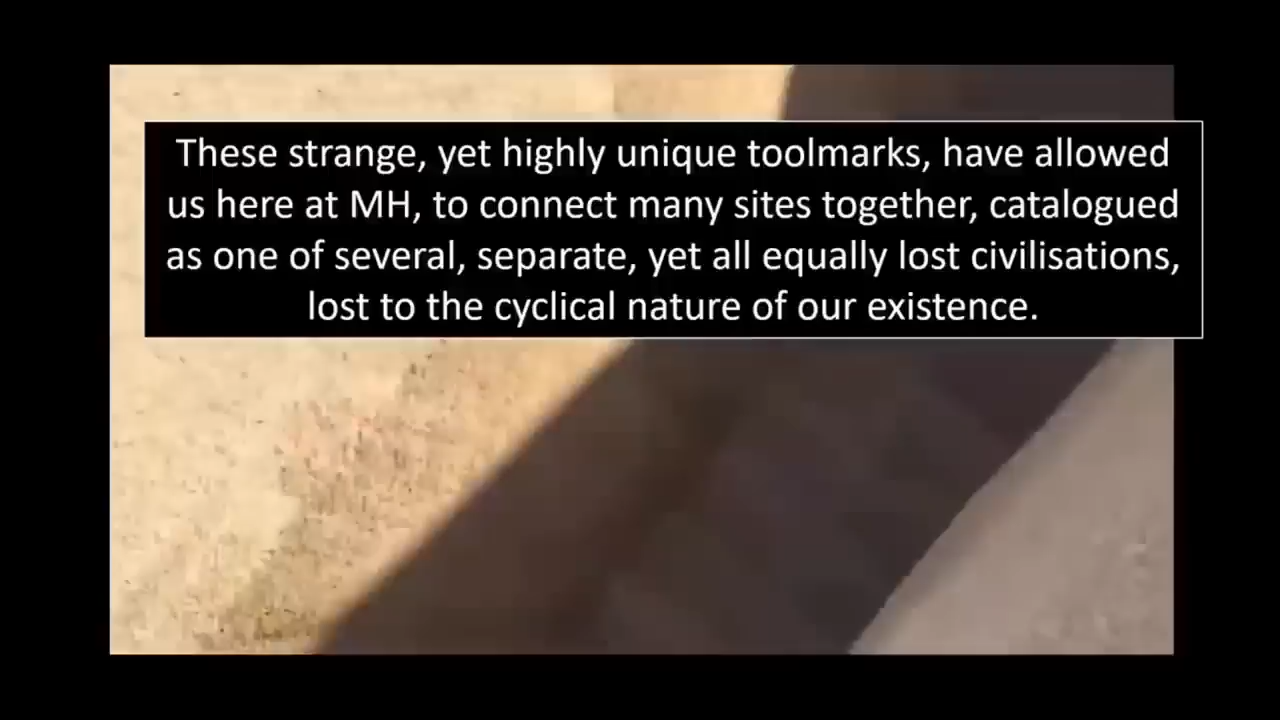 These strange, yet highly unique toolmarks, have allowed
us here at MH, to connect many sites together, catalogued
as one of several, separate, yet all equally lost civilisations,
lost to the cyclical nature of our existence.